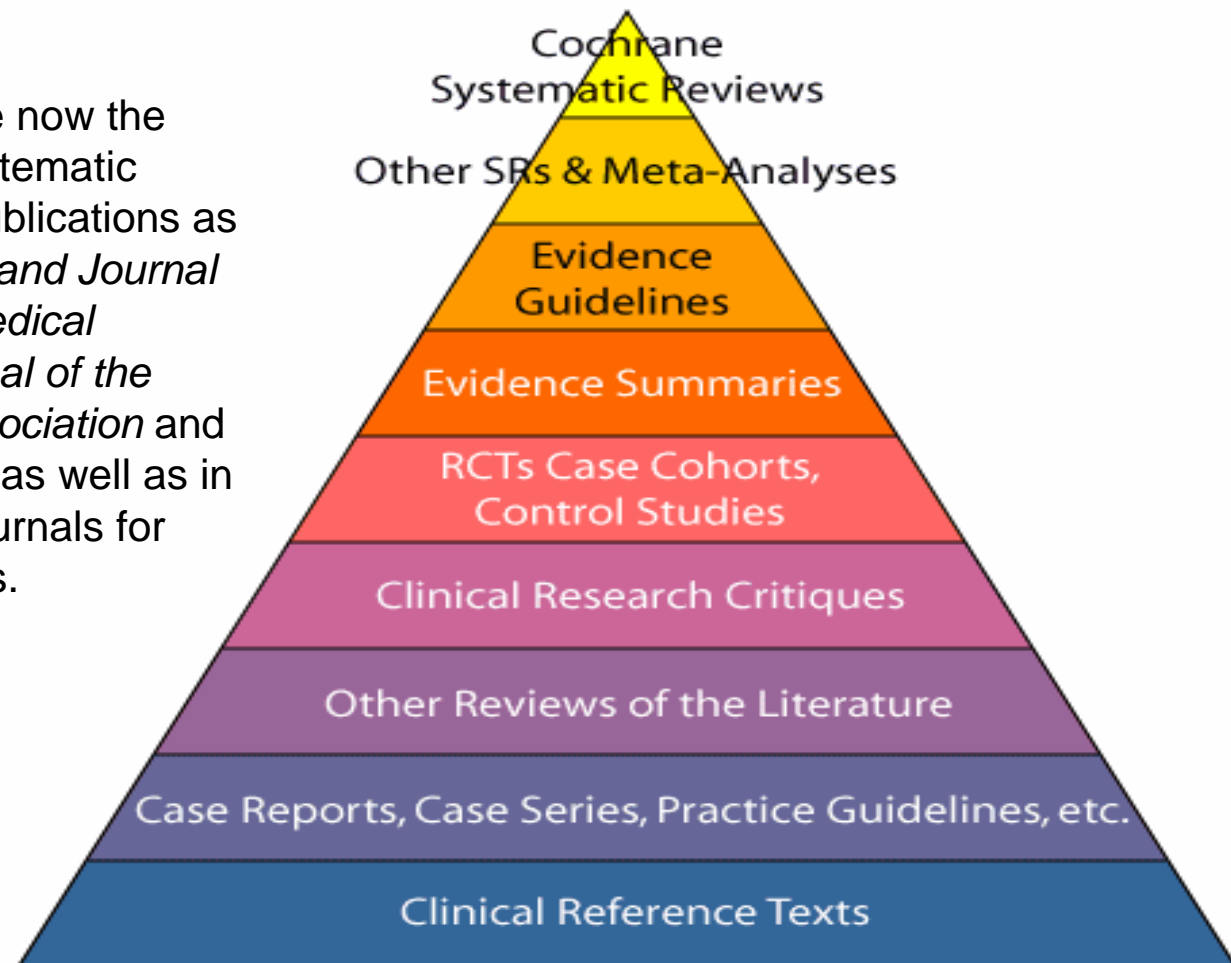 e now the
tematic
ublications as
and Journal
edical
al of the
ociation and
as well as in
urnals for
s.
Cochrane
Systematic Reviews
Other SRs & Meta-Analyses
Evidence
Guidelines
Evidence Summaries
RCTs Case Cohorts,
Control Studies
Clinical Research Critiques
Other Reviews of the Literature
Case Reports, Case Series, Practice Guidelines, etc.
Clinical Reference Texts